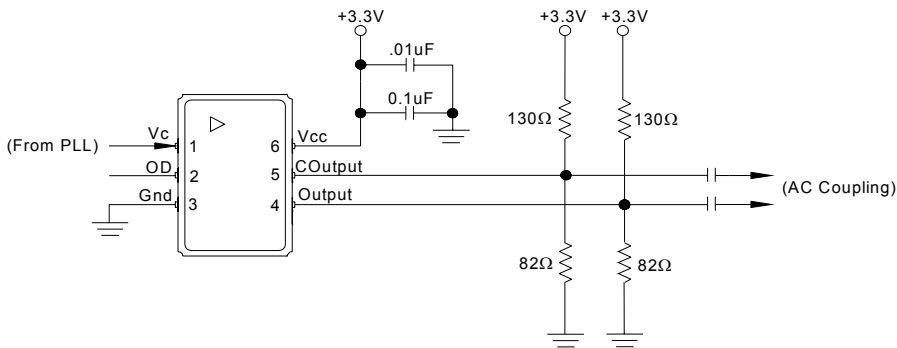 +3.3V
+3.3V
+3.3V
.01uF
0.1uF
130Ω
130Ω
(From PLL)
Vc
1
6
Vcc
OD
2
5
COutput
Gnd
3
4
Output
(AC Coupling)
82Ω
82Ω